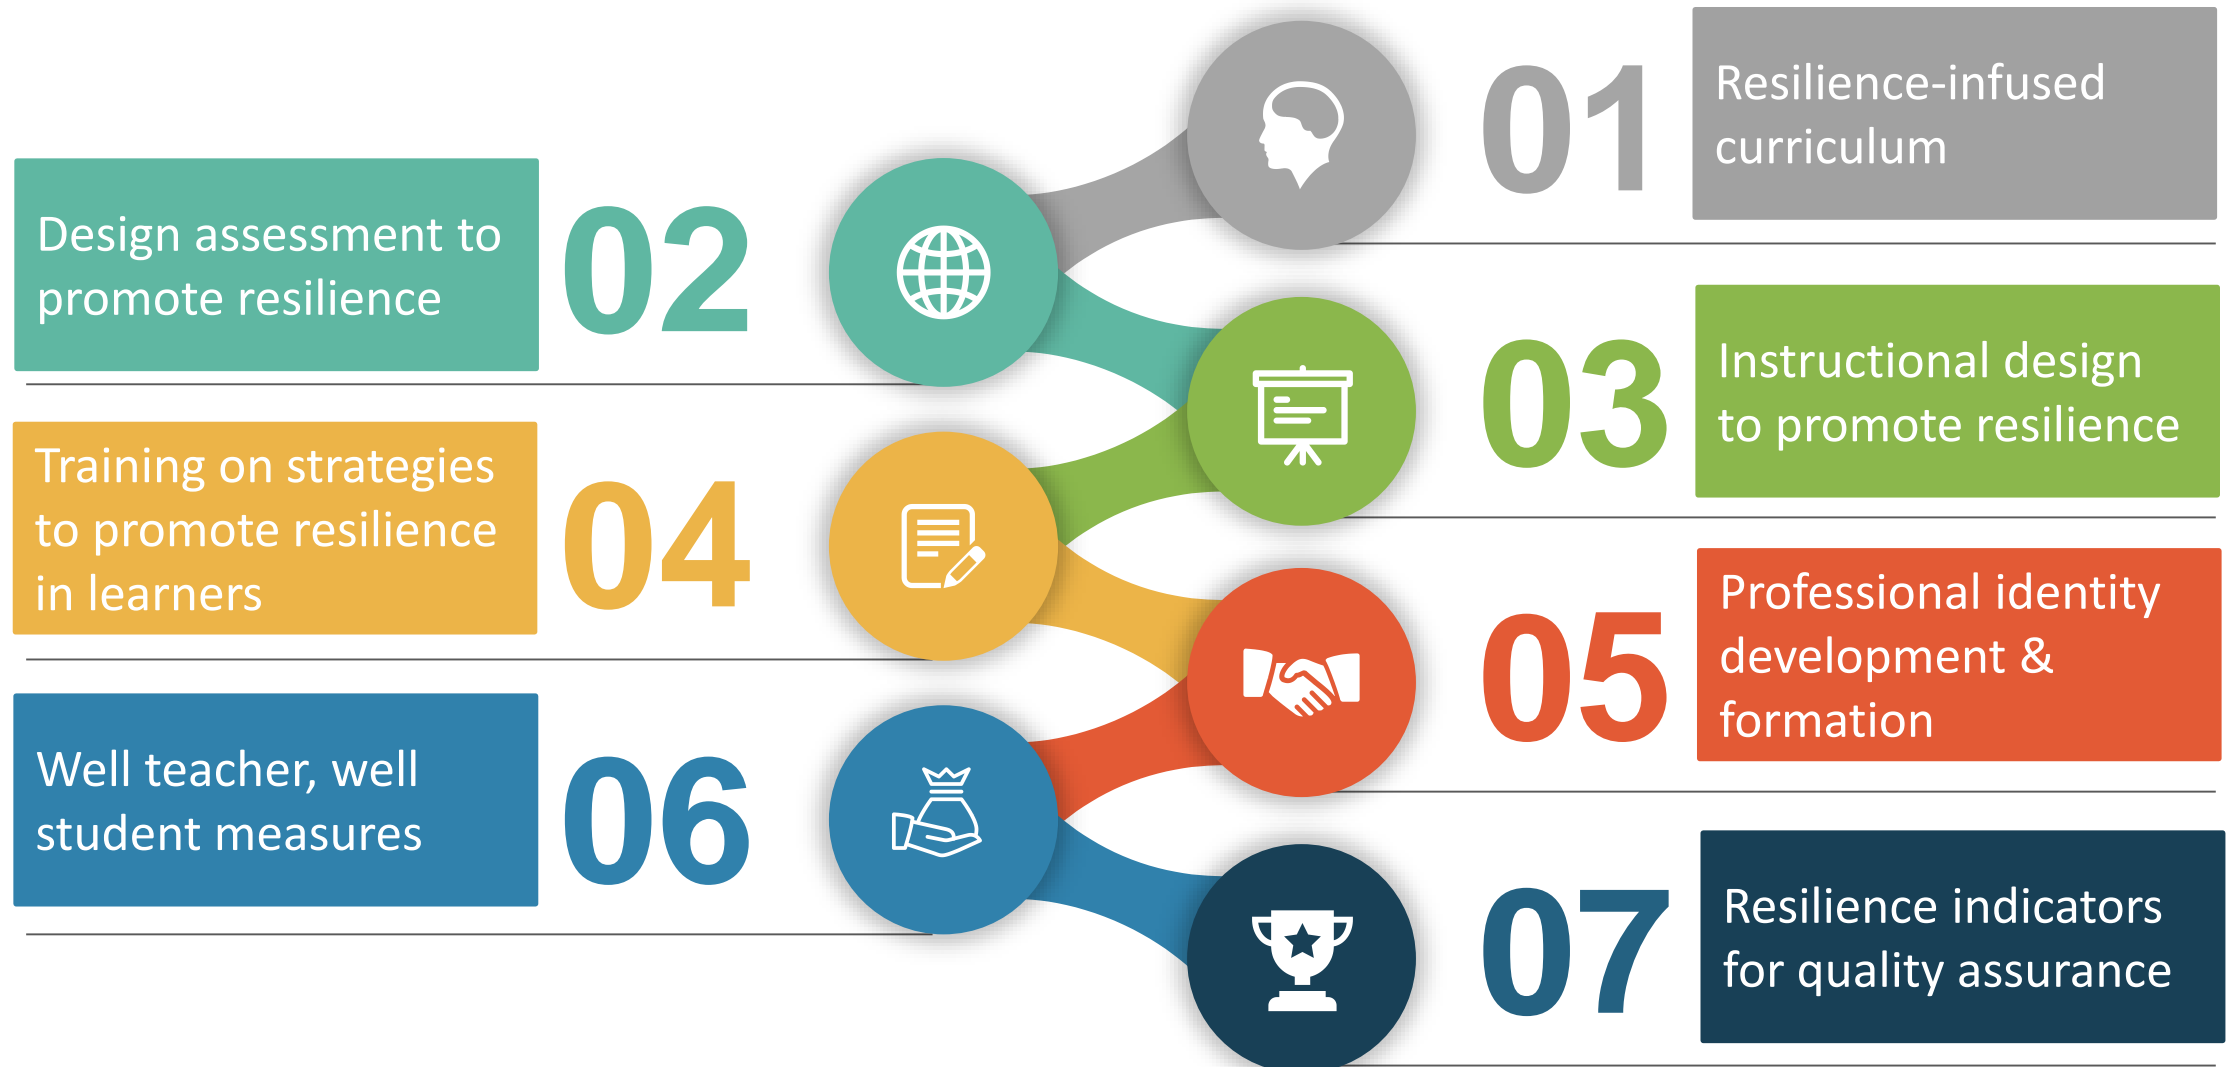 01
Resilience-infused
curriculum
02
Design assessment to
promote resilience
03
Instructional design
to promote resilience
04
Training on strategies
to promote resilience
in learners
05
Professional identity
development &
formation
06
Well teacher, well
student measures
07
Resilience indicators
for quality assurance